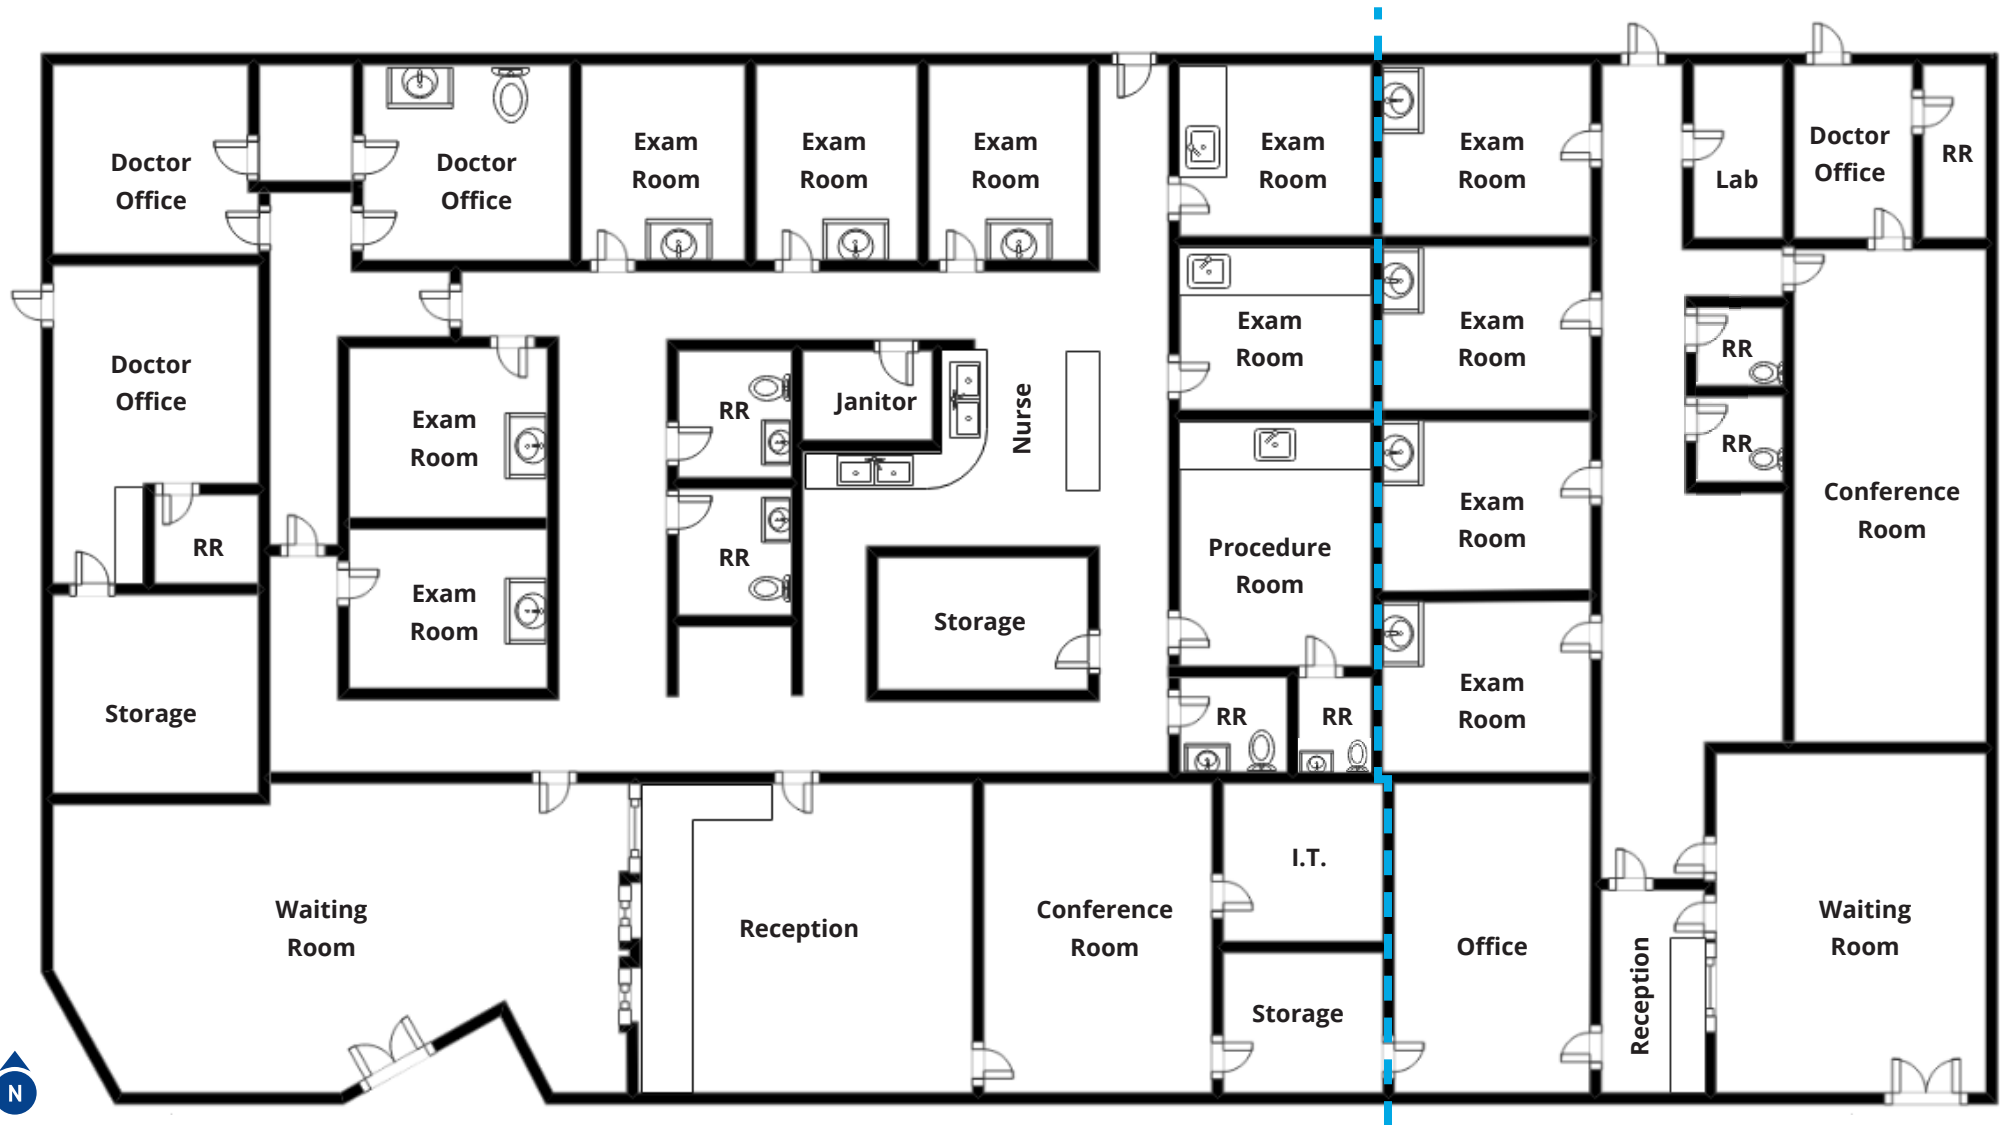 Doctor
Office
Doctor
Office
Exam
Room
Exam
Room
Exam
Room
Exam
Room
Exam
Room
Lab
Doctor
Office
RR
Doctor
Office
Exam
Room
Exam
Room
RR
Exam
Room
RR
Janitor
Nurse
RR
Conference
Room
Exam
Room
RR
Exam
Room
RR
Procedure
Room
Storage
Exam
Room
Storage
RR
RR
Exam
Room
Waiting
Room
Reception
Conference
Room
I.T.
Storage
Office
Reception
Waiting
Room
N